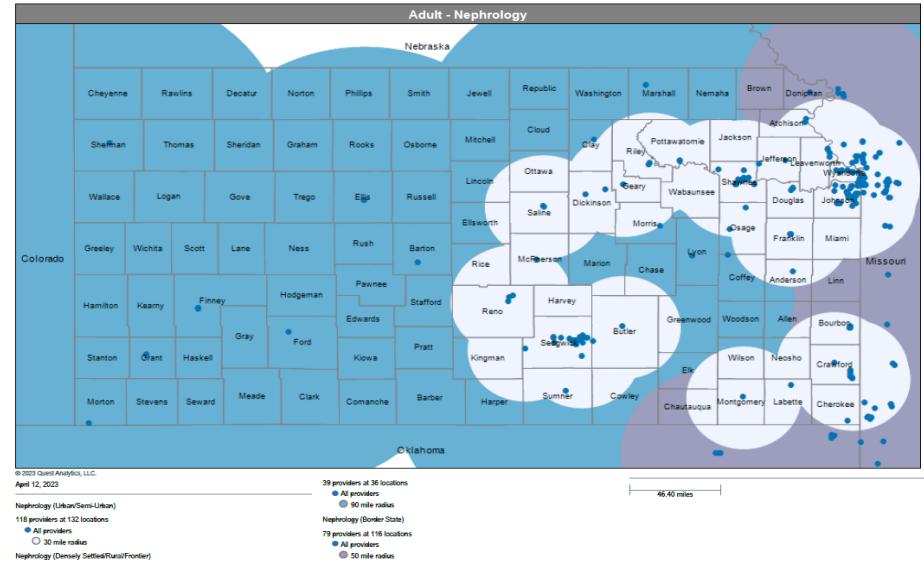 Adult - Nephrology
Nebraska
Cheyenne Rawlins Decatur Norton Phillips Smith Jewell Republic Washington Marshall Nemaha Brown Doniphan
Atchison
Sherman Thomas Sheridan Graham Rooks Osborne Mitchell Cloud Clay Riley Pottawatomie Jackson
Jefferson Leavenworth
Wyandotte
Lincoln Ottawa Geary Wabaunsee Shawnee
Wallace Logan Gove Trego Ellis Russell Saline Dickinson Douglas Johnson
Ellsworth Morris Osage
Greeley Wichita Scott Lane Ness Rush Barton Franklin Miami
Colorado Rice McPherson Marion Chase Lyon Coffey Anderson Linn Missouri
Pawnee
Hamilton Kearny Finney Hodgeman Stafford Reno Harvey
Edwards Butler Greenwood Woodson Allen Bourbon
Gray Ford
Stanton Grant Haskell Kiowa Pratt Kingman Sedgwick Wilson Neosho Crawford
Elk
Morton Stevens Seward Meade Clark Comanche Barber Harper Sumner Cowley Chautauqua Montgomery Labette Cherokee
Oklahoma
© 2023 Quest Analytics, LLC.
April 12, 2023
Nephrology (Urban/Semi-Urban)
118 providers at 132 locations
All providers
30 mile radius
Nephrology (Densely Settled/Rural/Frontier)
39 providers at 36 locations
All providers
90 mile radius
Nephrology (Border State)
79 providers at 116 locations
All providers
50 mile radius
46.40 miles